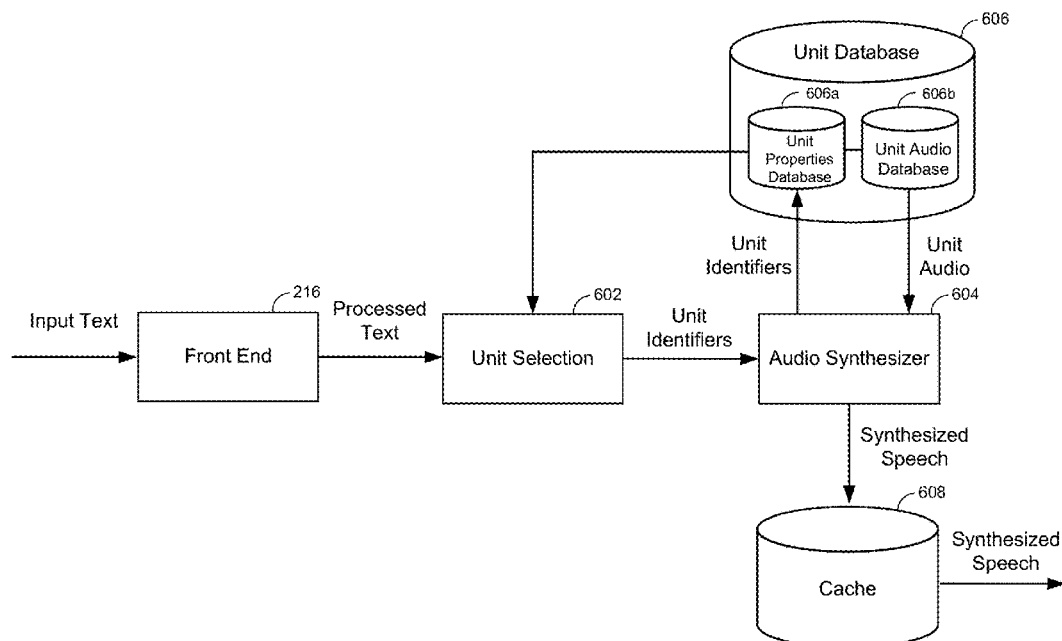 606
Unit Database
606a
606b
Unit
Properties
Database
Unit Audio
Database
Unit
Identifiers
Unit
Audio
216
602
604
Input Text
Processed
Text
Unit
Identifiers
Front End
Unit Selection
Audio Synthesizer
Synthesized
Speech
608
Cache
Synthesized
Speech